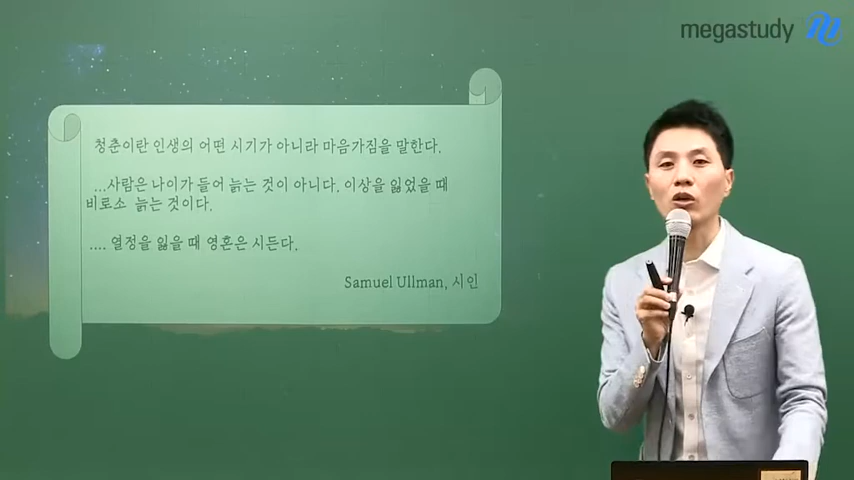 megastudy
청춘이란 인생의 어떤 시기가 아니라 마음가짐을 말한다.
...사람은 나이가 들어 늙는 것이 아니다. 이상을 잃었을 때
비로소 늙는 것이다.
.... 열정을 잃을 때 영혼은 시든다.
Samuel Ullman, 시인